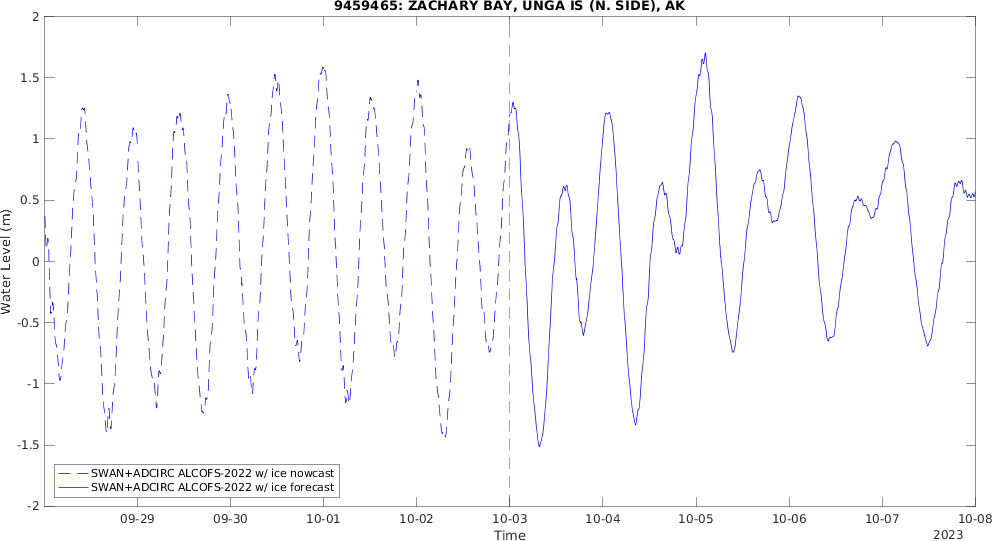 9459465: ZACHARY BAY, UNGA IS (N. SIDE), AK
2
1.5
1
0.5
0
-0.5
-1
-1.5
-2
Water Level (m)
SWAN+ADCIRC ALCOFS-2022 w/ ice nowcast
SWAN+ADCIRC ALCOFS-2022 w/ ice forecast
09-29 09-30 10-01 10-02 10-03 10-04 10-05 10-06 10-07 10-08
Time
2023